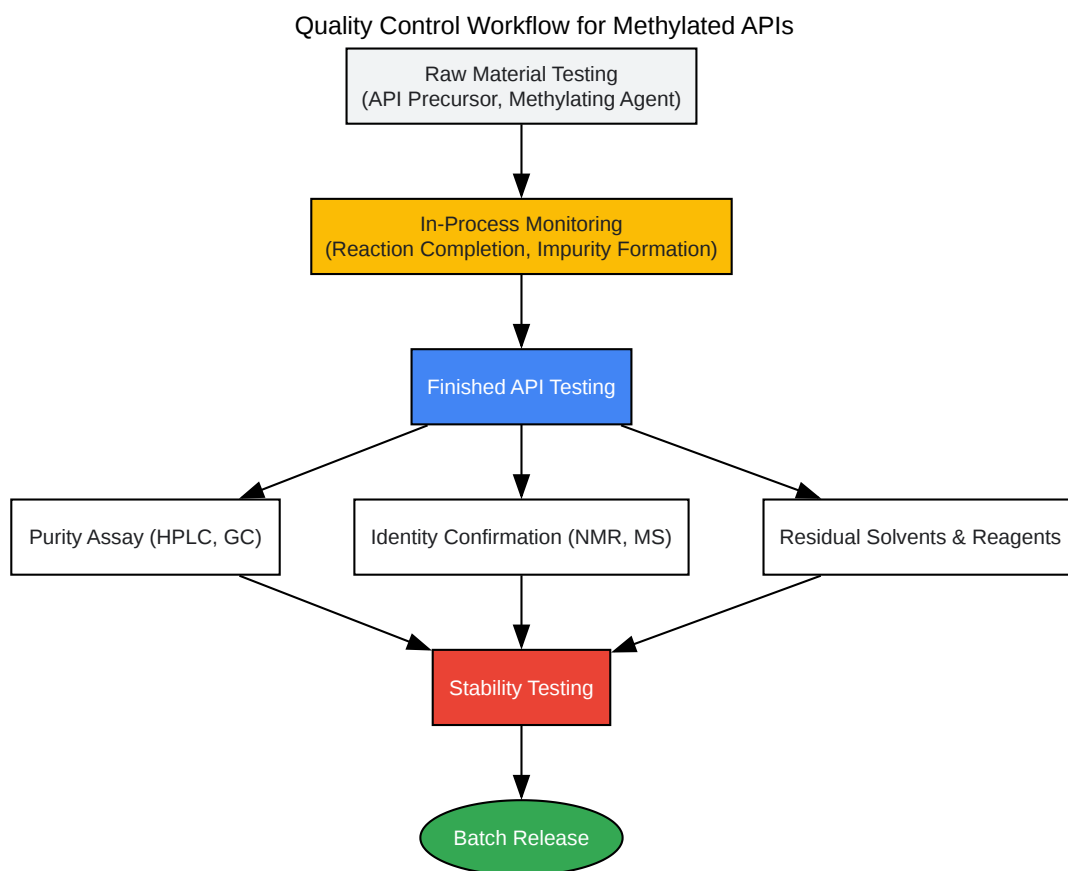 Quality Control Workflow for Methylated APIs
Raw Material Testing
(API Precursor, Methylating Agent)
In-Process Monitoring
(Reaction Completion, Impurity Formation)
Finished API Testing
Purity Assay (HPLC, GC)
Identity Confirmation (NMR, MS)
Residual Solvents & Reagents
Stability Testing
Batch Release